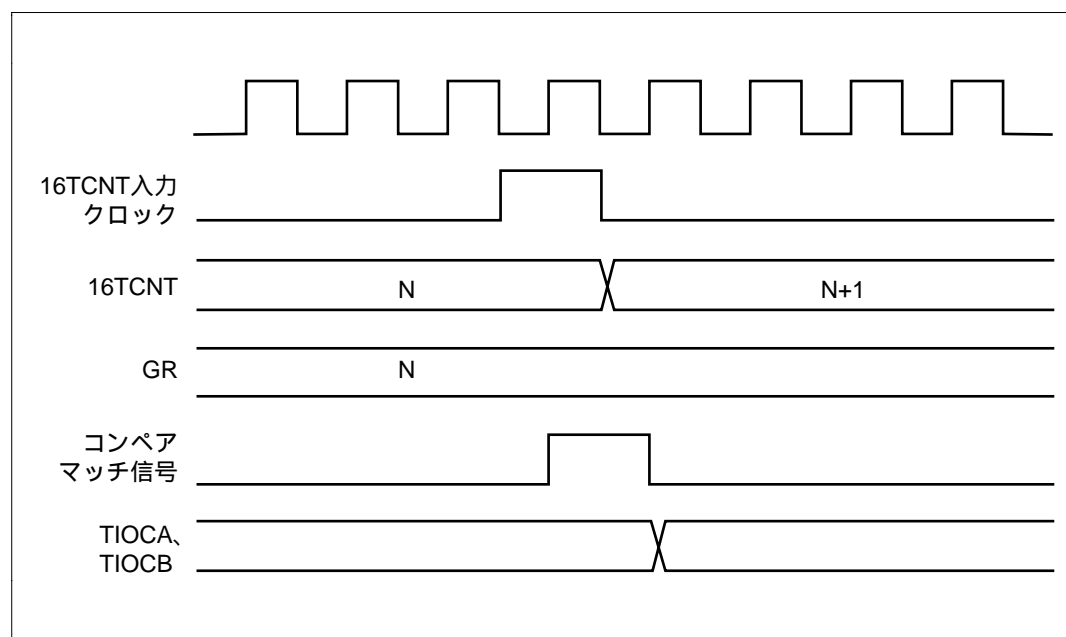 16TCNT入力
クロック
16TCNT
N
N+1
GR
N
コンペア
マッチ信号
TIOCA、
TIOCB